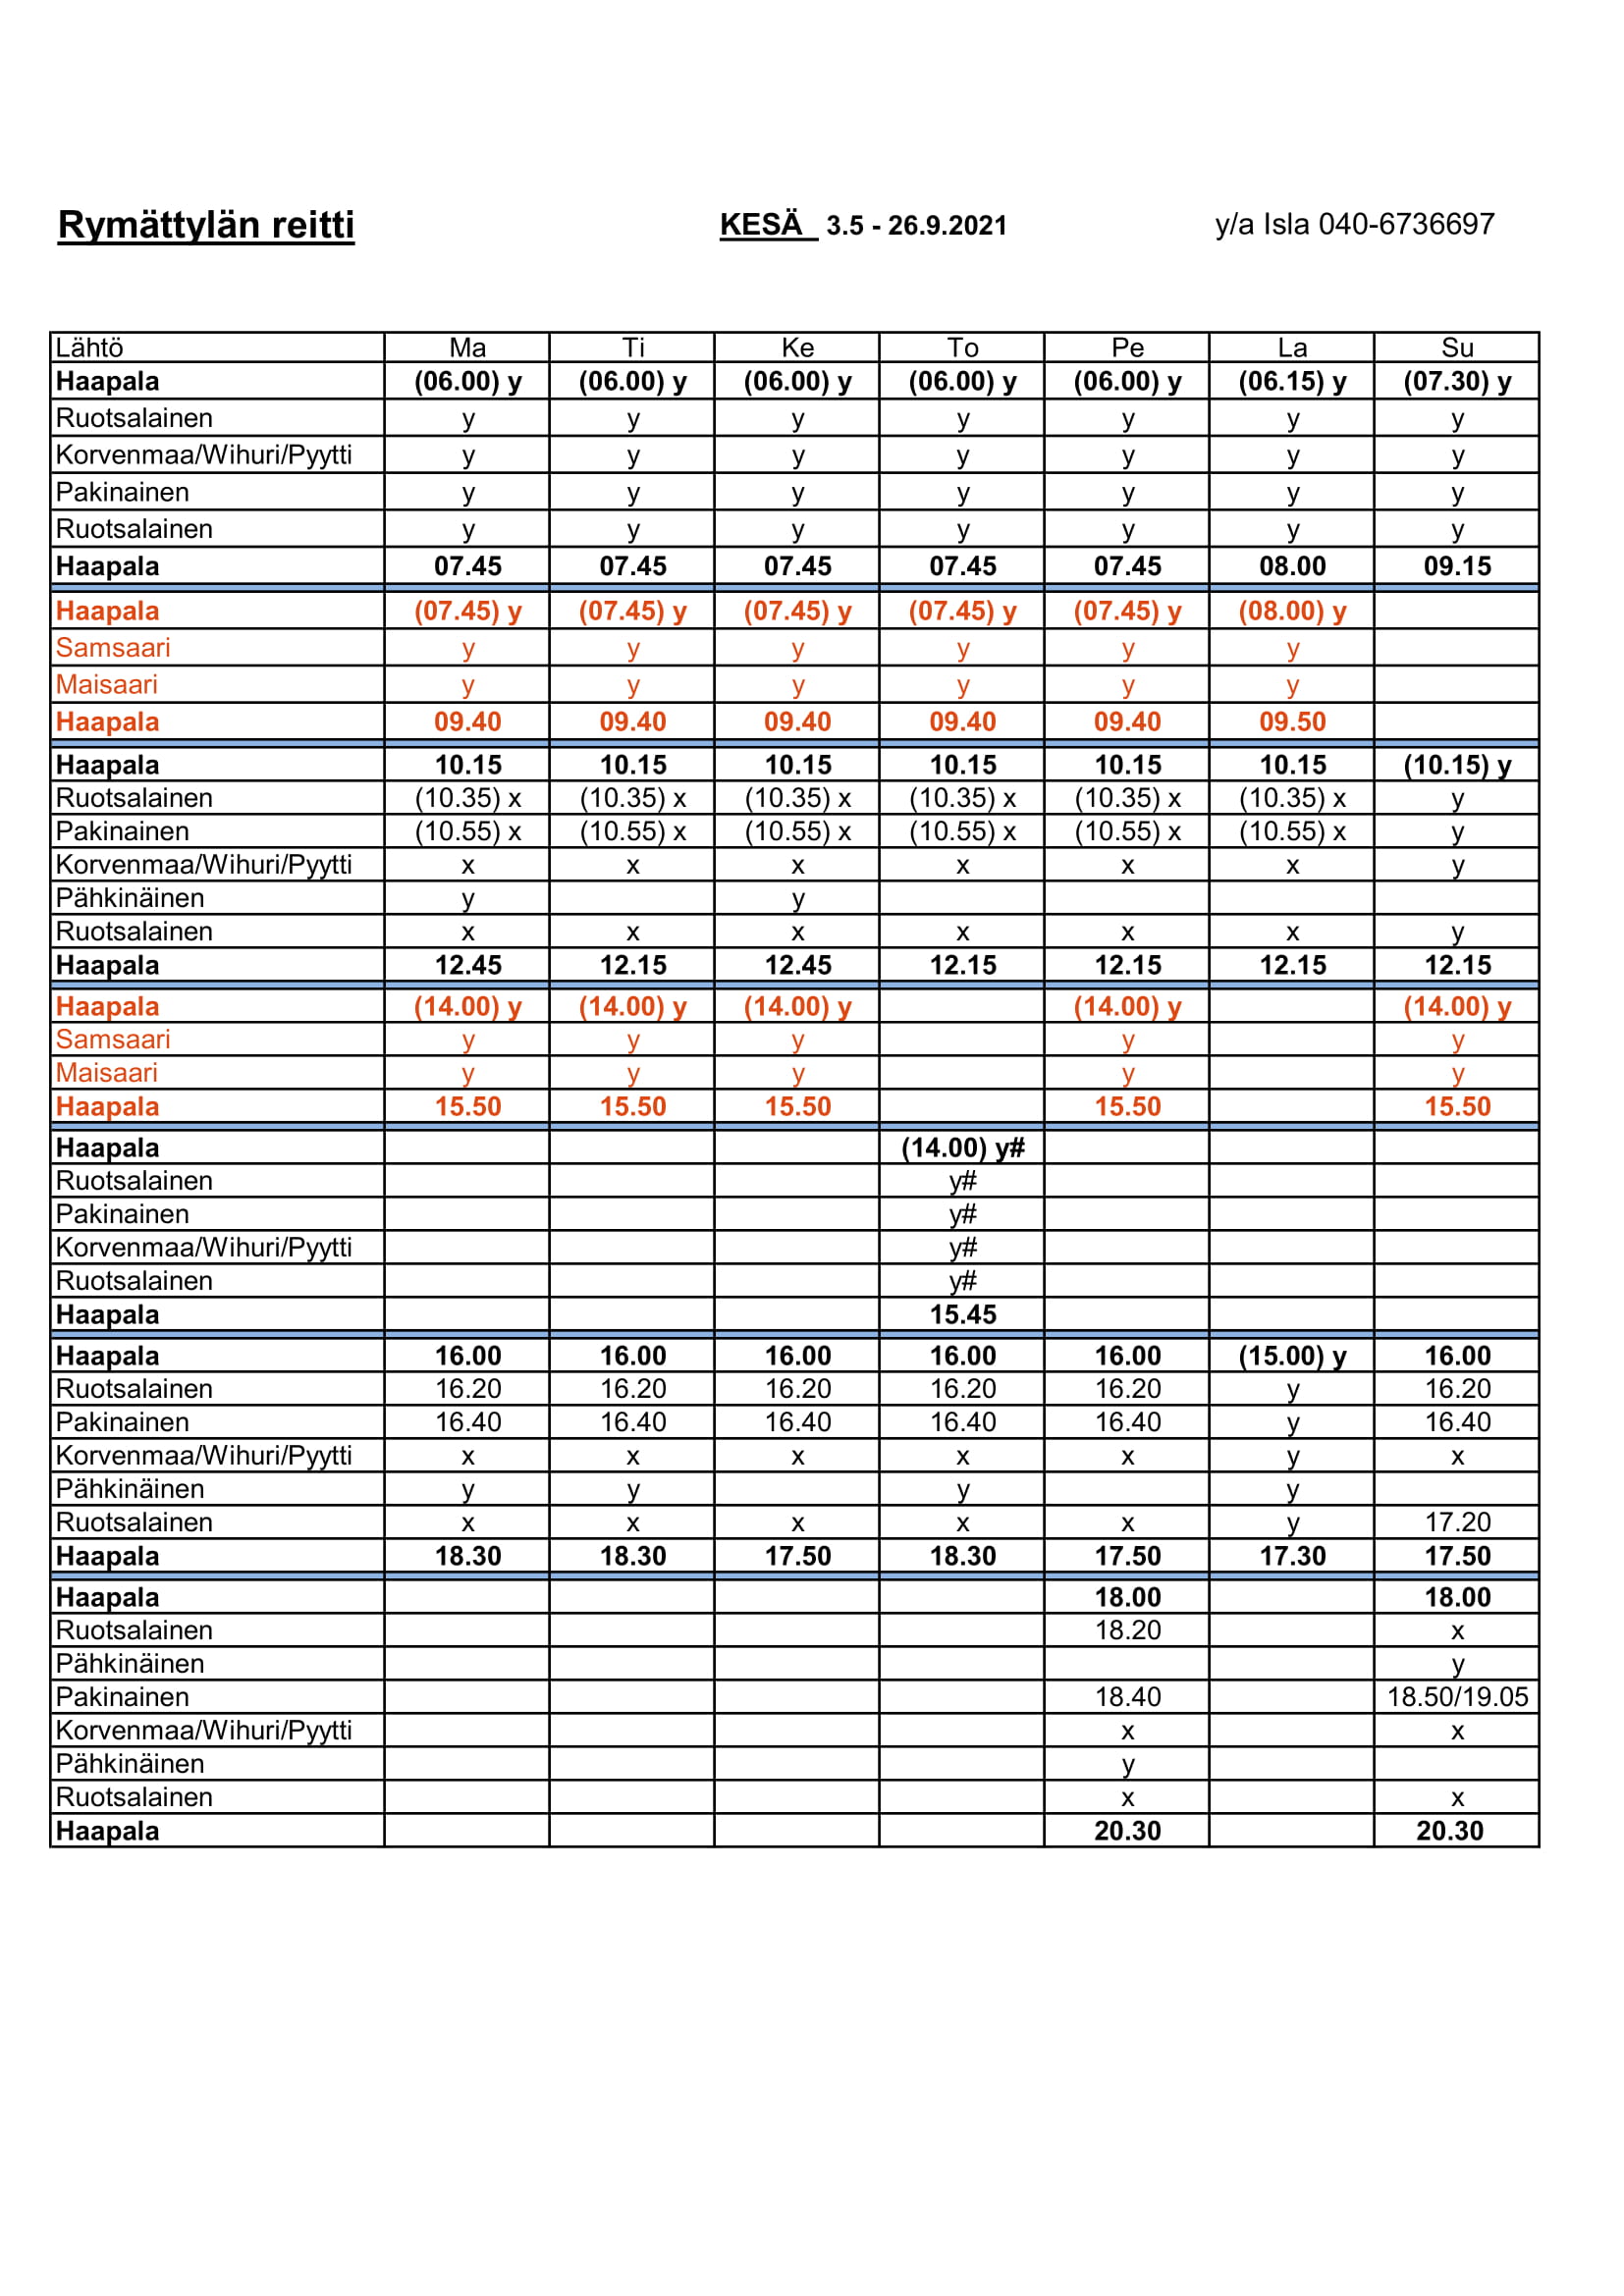 Rymättylän reitti KESÄ 3.5 - 26.9.2021 y/a Isla 040-6736697
Lähtö Ma Ti Ke To Pe La Su
Haapala (06.00) y (06.00) y (06.00) y (06.00) y (06.00) y (06.15) y (07.30) y
Ruotsalainen y y y y y y y
Korvenmaa/Wihuri/Pyytti y y y y y y y
Pakinainen y y y y y y y
Ruotsalainen y y y y y y y
Haapala 07.45 07.45 07.45 07.45 07.45 08.00 09.15
Haapala (07.45) y (07.45) y (07.45) y (07.45) y (07.45) y (08.00) y
Samsaari y y y y y y
Maisaari y y y y y y
Haapala 09.40 09.40 09.40 09.40 09.40 09.50
Haapala 10.15 10.15 10.15 10.15 10.15 10.15 (10.15) y
Ruotsalainen (10.35) x (10.35) x (10.35) x (10.35) x (10.35) x (10.35) x y
Pakinainen (10.55) x (10.55) x (10.55) x (10.55) x (10.55) x (10.55) x y
Korvenmaa/Wihuri/Pyytti x x x x x x y
Pähkinäinen y y
Ruotsalainen x x x x x x y
Haapala 12.45 12.15 12.45 12.15 12.15 12.15 12.15
Haapala (14.00) y (14.00) y (14.00) y (14.00) y (14.00) y
Samsaari y y y y y
Maisaari y y y y y
Haapala 15.50 15.50 15.50 15.50 15.50
Haapala (14.00) y#
Ruotsalainen y#
Pakinainen y#
Korvenmaa/Wihuri/Pyytti y#
Ruotsalainen y#
Haapala 15.45
Haapala 16.00 16.00 16.00 16.00 16.00 (15.00) y 16.00
Ruotsalainen 16.20 16.20 16.20 16.20 16.20 y 16.20
Pakinainen 16.40 16.40 16.40 16.40 16.40 y 16.40
Korvenmaa/Wihuri/Pyytti x x x x x y x
Pähkinäinen y y y y
Ruotsalainen x x x x x y 17.20
Haapala 18.30 18.30 17.50 18.30 17.50 17.30 17.50
Haapala 18.00 18.00
Ruotsalainen 18.20 x
Pähkinäinen y
Pakinainen 18.40 18.50/19.05
Korvenmaa/Wihuri/Pyytti x x
Pähkinäinen y
Ruotsalainen x x
Haapala 20.30 20.30